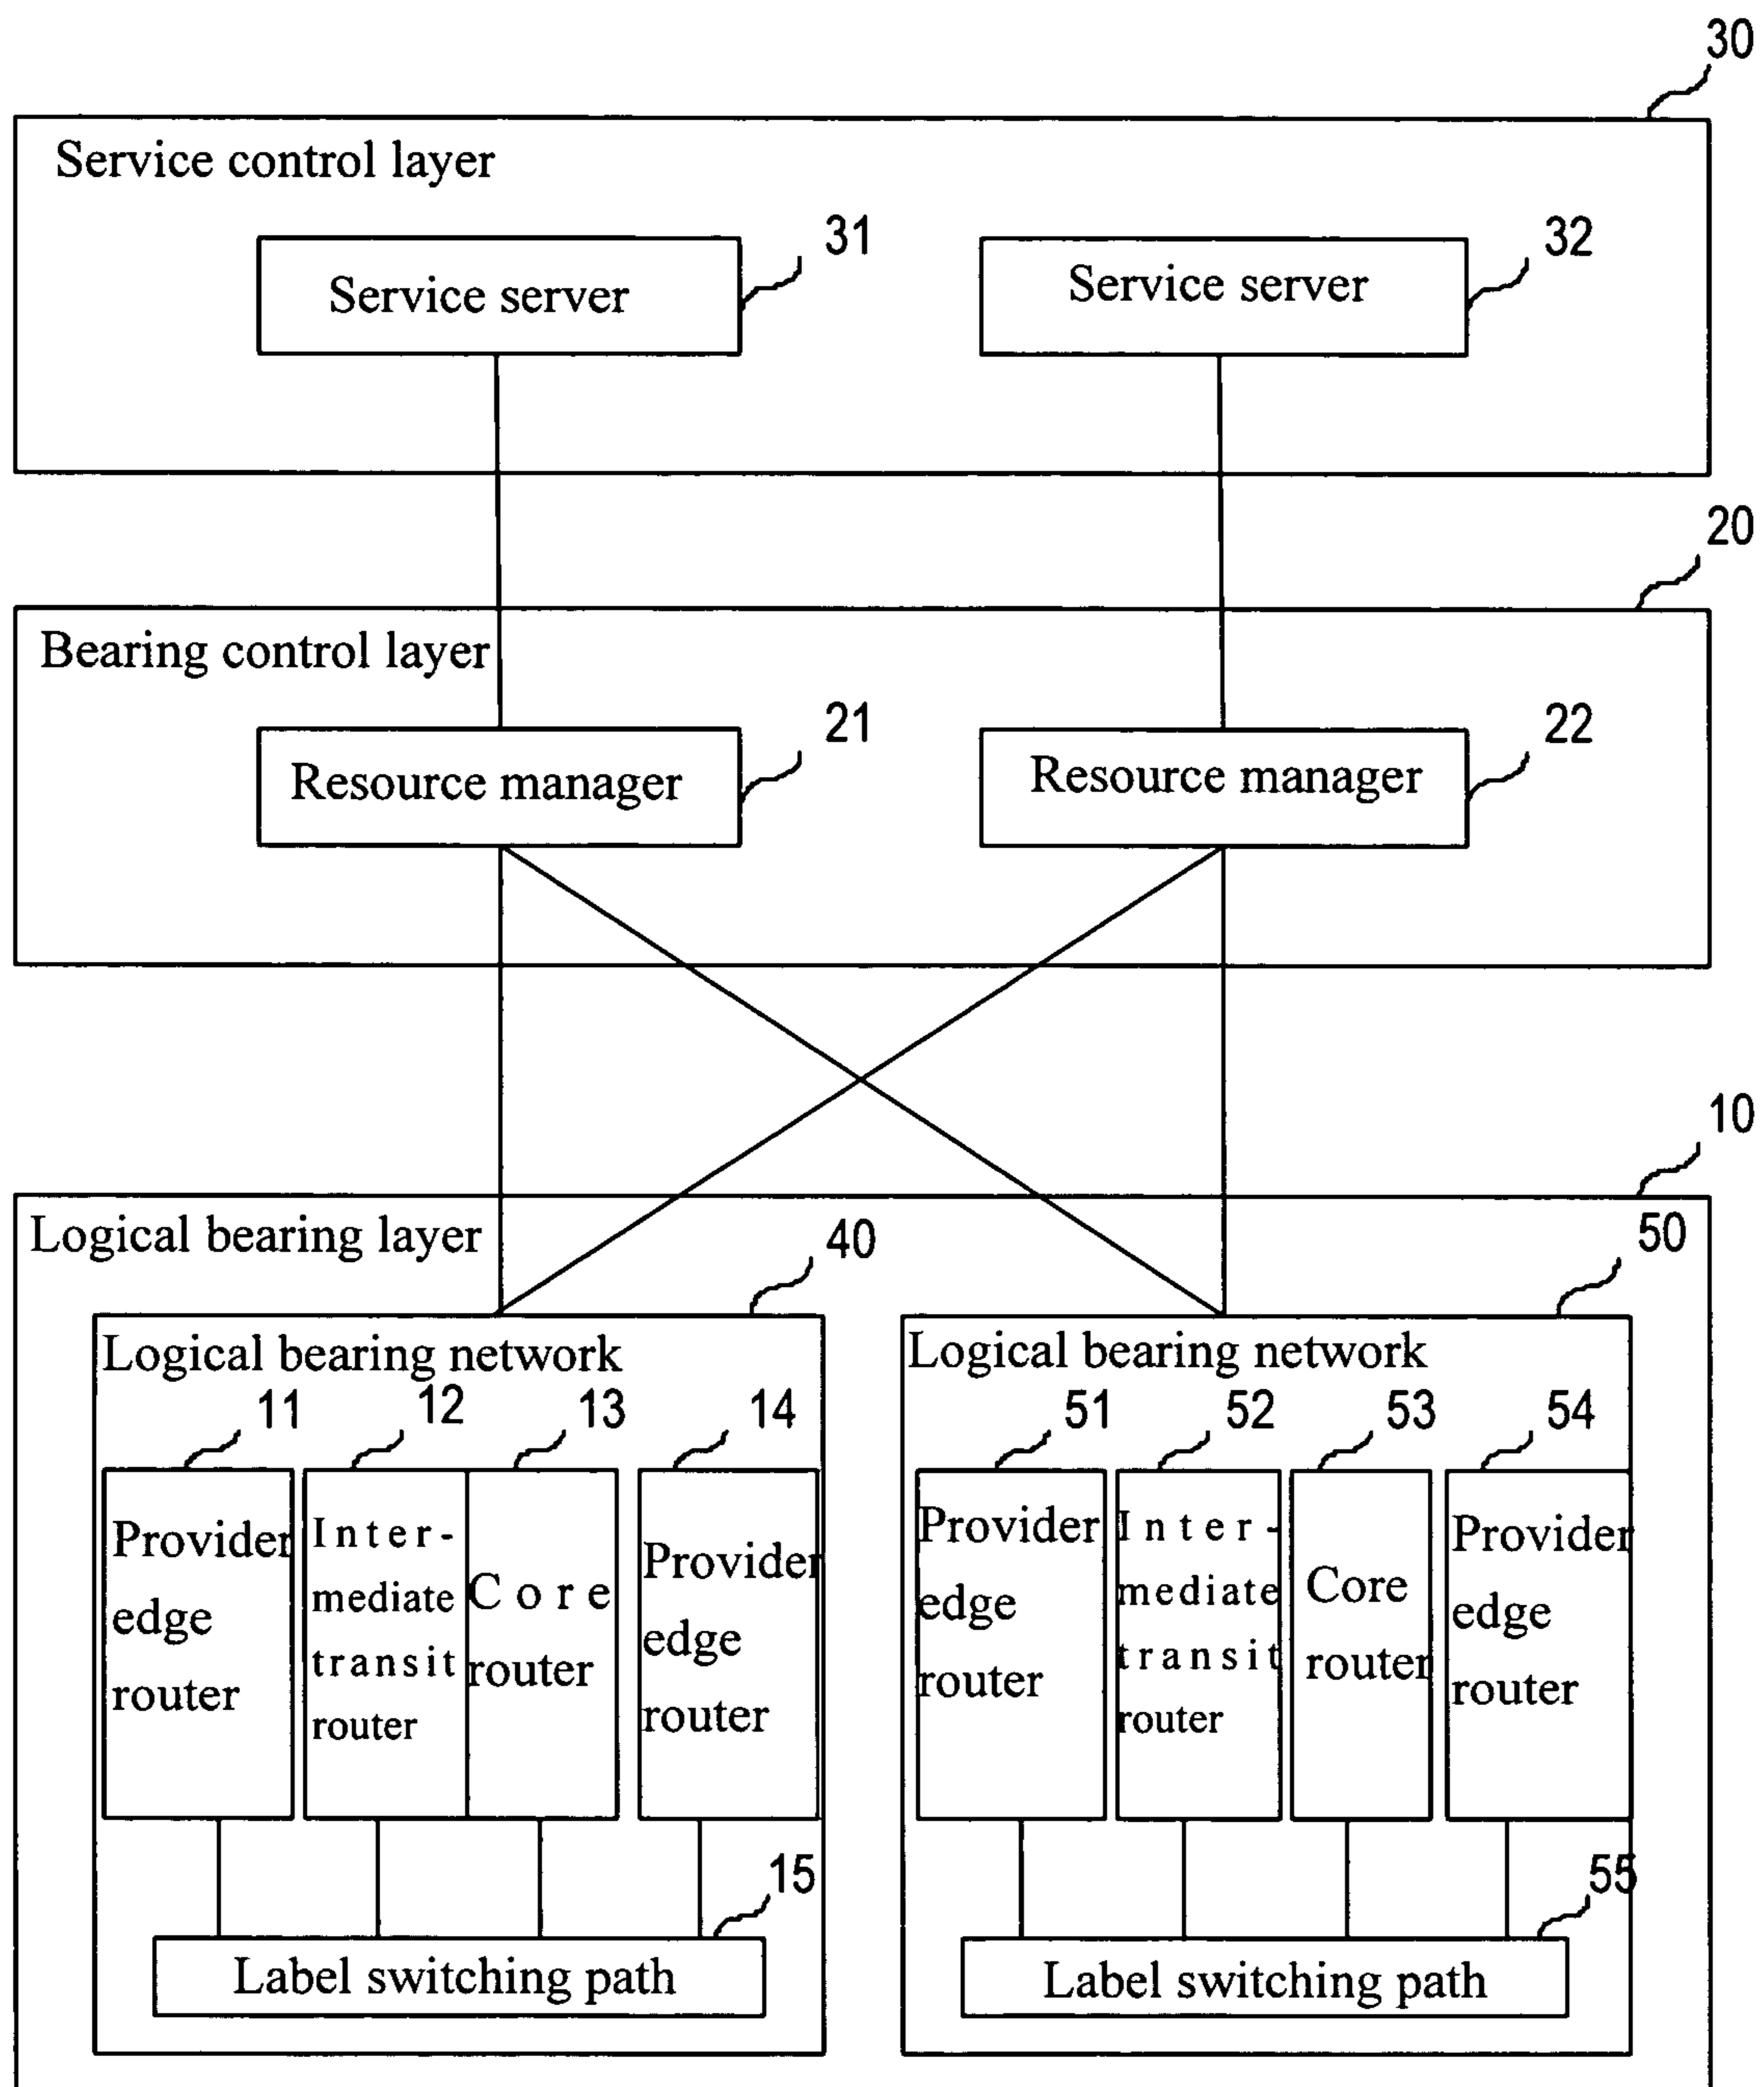 30
Service control layer
31
32
Service server
Service server
20
Bearing control layer
21
22
Resource manager
Resource manager
10
Logical bearing layer
40
50
Logical bearing network
Logical bearing network
11
12
13
14
51
52
53
54
Provider
edge
router
Inter-
mediate
transit
router
Core
router
Provider
edge
router
Provider
edge
router
Inter-
mediate
transit
router
Core
router
Provider
edge
router
15
55
Label switching path
Label switching path